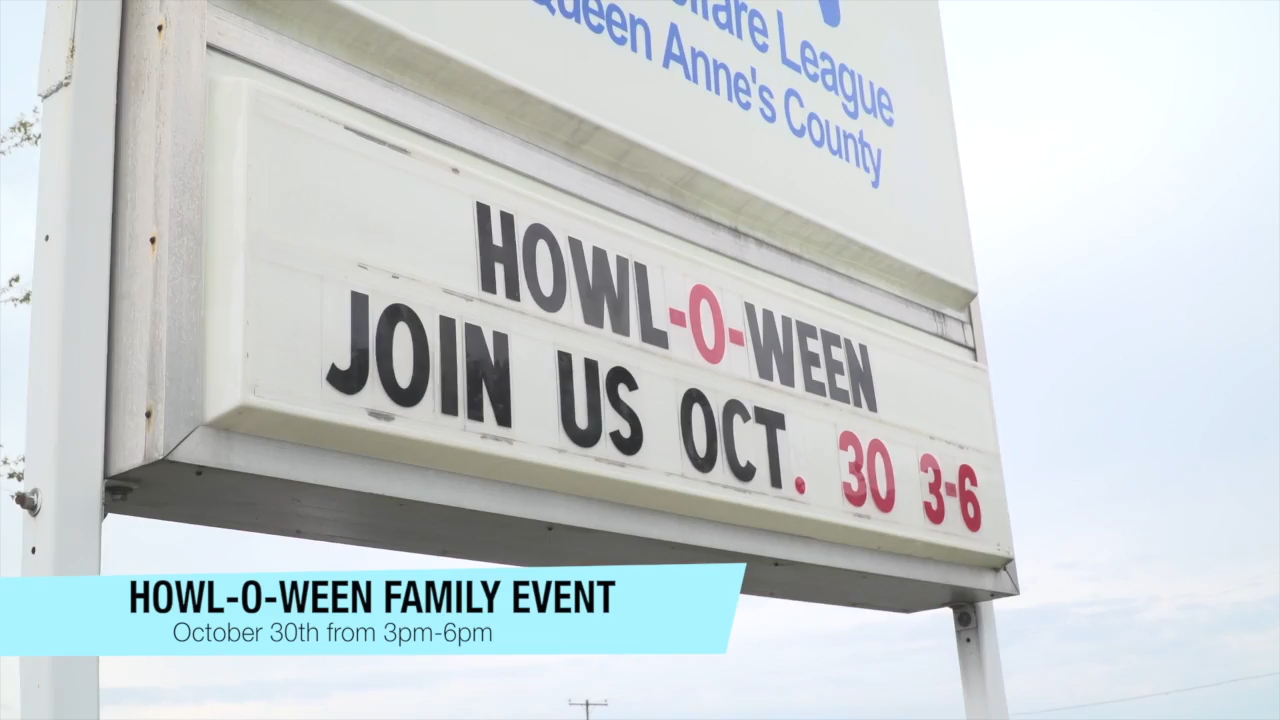 League
Queen Anne's County
HOWL-O-WEEN
JOIN US OCT. 30 3-6
HOWL-O-WEEN FAMILY EVENT
October 30th from 3pm-6pm